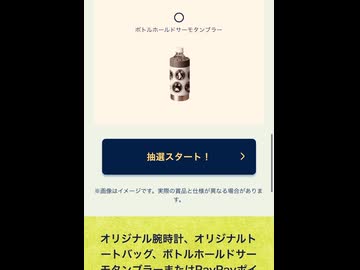 ボトルホールドサーモタンブラー
抽選スタート！
※画像はイメージです。実際の賞品と仕様が異なる場合がありま
す。
オリジナル腕時計、オリジナルト
ートバッグ、ボトルホールドサー
モタンブラーまたはPayPayポイ